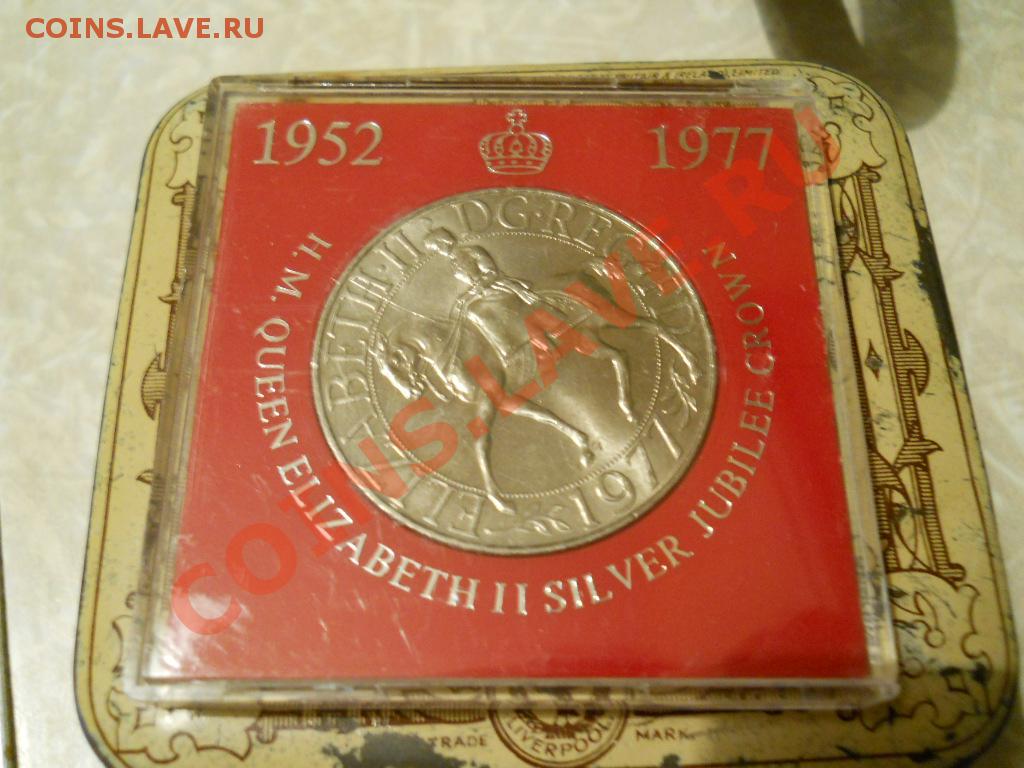 COINS.LAVE.RU
1952 1977
ELIZABETH·II D·G·REG F·D 1977
H. M. QUEEN ELIZABETH II SILVER JUBILEE CROWN
COINS.LAVE.RU
TRADE MARK
LIVERPOOL